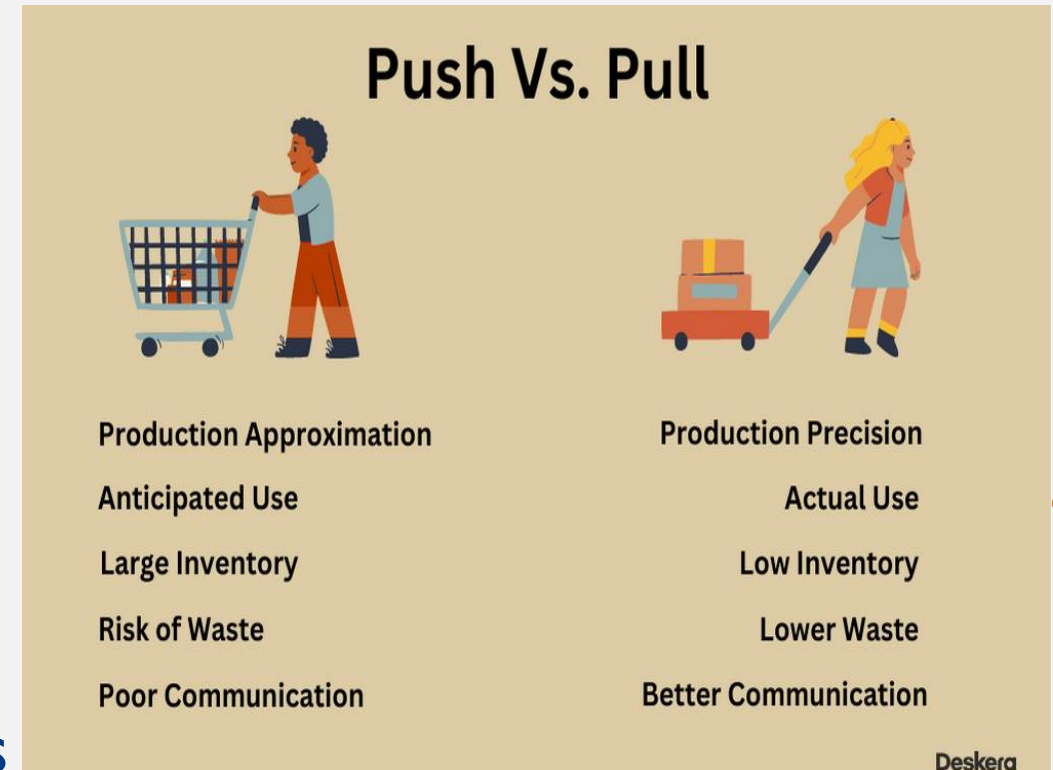 Push Vs. Pull
Production Approximation
Production Precision
Anticipated Use
Actual Use
Large Inventory
Low Inventory
Risk of Waste
Lower Waste
Poor Communication
Better Communication
s
Deskera